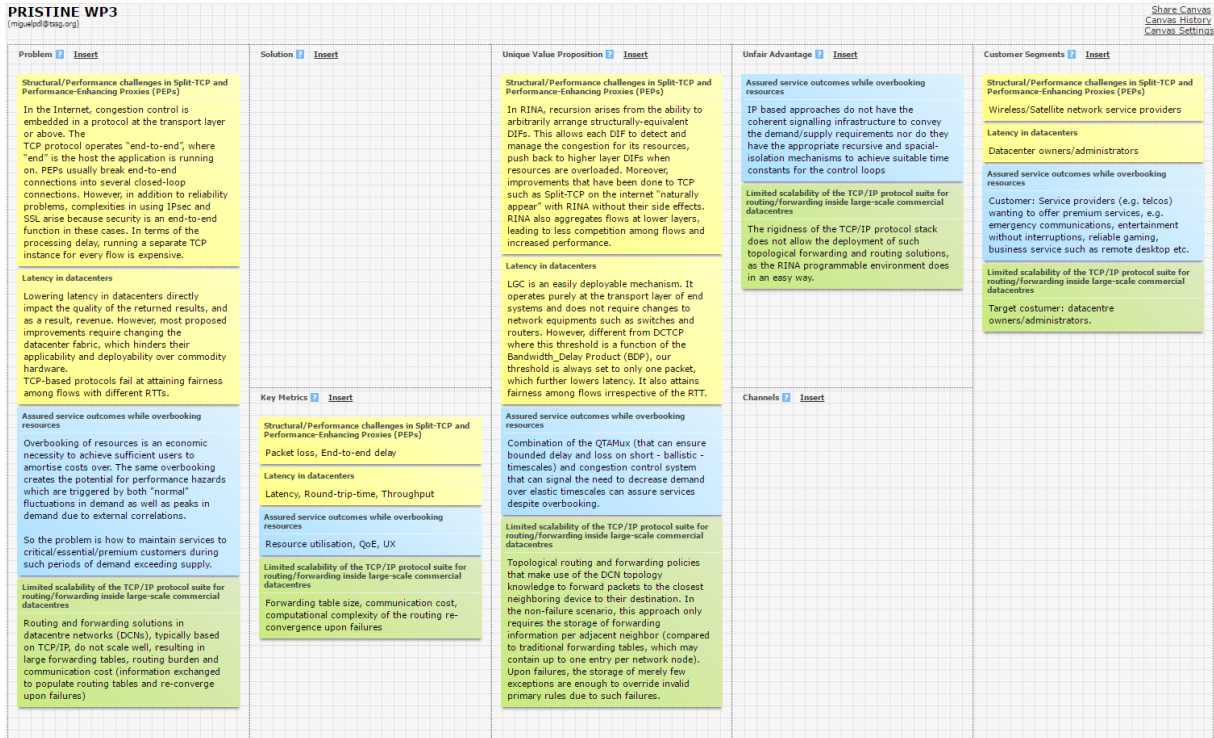 PRISTINE WP3
(miguelpdl@tssg.org)
Share Canvas
Canvas History
Canvas Settings
Problem ? Insert
Structural/Performance challenges in Split-TCP and
Performance-Enhancing Proxies (PEPs)
In the Internet, congestion control is
embedded in a protocol at the transport layer
or above. The
TCP protocol operates "end-to-end", where
"end" is the host the application is running
on. PEPs usually break end-to-end
connections into several closed-loop
connections. However, in addition to reliability
problems, complexities in using IPsec and
SSL arise because security is an end-to-end
function in these cases. In terms of the
processing delay, running a separate TCP
instance for every flow is expensive.
Latency in datacenters
Lowering latency in datacenters directly
impact the quality of the returned results, and
as a result, revenue. However, most proposed
improvements require changing the
datacenter fabric, which hinders their
applicability and deployability over commodity
hardware.
TCP-based protocols fail at attaining fairness
among flows with different RTTs.
Assured service outcomes while overbooking
resources
Overbooking of resources is an economic
necessity to achieve sufficient users to
amortise costs over. The same overbooking
creates the potential for performance hazards
which are triggered by both "normal"
fluctuations in demand as well as peaks in
demand due to external correlations.
So the problem is how to maintain services to
critical/essential/premium customers during
such periods of demand exceeding supply.
Limited scalability of the TCP/IP protocol suite for
routing/forwarding inside large-scale commercial
datacentres
Routing and forwarding solutions in
datacentre networks (DCNs), typically based
on TCP/IP, do not scale well, resulting in
large forwarding tables, routing burden and
communication cost (information exchanged
to populate routing tables and re-converge
upon failures)
Solution ? Insert
Key Metrics ? Insert
Structural/Performance challenges in Split-TCP and
Performance-Enhancing Proxies (PEPs)
Packet loss, End-to-end delay
Latency in datacenters
Latency, Round-trip-time, Throughput
Assured service outcomes while overbooking
resources
Resource utilisation, QoE, UX
Limited scalability of the TCP/IP protocol suite for
routing/forwarding inside large-scale commercial
datacentres
Forwarding table size, communication cost,
computational complexity of the routing re-
convergence upon failures
Unique Value Proposition ? Insert
Structural/Performance challenges in Split-TCP and
Performance-Enhancing Proxies (PEPs)
In RINA, recursion arises from the ability to
arbitrarily arrange structurally-equivalent
DIFs. This allows each DIF to detect and
manage the congestion for its resources,
push back to higher layer DIFs when
resources are overloaded. Moreover,
improvements that have been done to TCP
such as Split-TCP on the internet "naturally
appear" with RINA without their side effects.
RINA also aggregates flows at lower layers,
leading to less competition among flows and
increased performance.
Latency in datacenters
LGC is an easily deployable mechanism. It
operates purely at the transport layer of end
systems and does not require changes to
network equipments such as switches and
routers. However, different from DCTCP
where this threshold is a function of the
Bandwidth_Delay Product (BDP), our
threshold is always set to only one packet,
which further lowers latency. It also attains
fairness among flows irrespective of the RTT.
Assured service outcomes while overbooking
resources
Combination of the QTAMux (that can ensure
bounded delay and loss on short - ballistic -
timescales) and congestion control system
that can signal the need to decrease demand
over elastic timescales can assure services
despite overbooking.
Limited scalability of the TCP/IP protocol suite for
routing/forwarding inside large-scale commercial
datacentres
Topological routing and forwarding policies
that make use of the DCN topology
knowledge to forward packets to the closest
neighboring device to their destination. In
the non-failure scenario, this approach only
requires the storage of forwarding
information per adjacent neighbor (compared
to traditional forwarding tables, which may
contain up to one entry per network node).
Upon failures, the storage of merely few
exceptions are enough to override invalid
primary rules due to such failures.
Unfair Advantage ? Insert
Assured service outcomes while overbooking
resources
IP based approaches do not have the
coherent signalling infrastructure to convey
the demand/supply requirements nor do they
have the appropriate recursive and spacial-
isolation mechanisms to achieve suitable time
constants for the control loops
Limited scalability of the TCP/IP protocol suite for
routing/forwarding inside large-scale commercial
datacentres
The rigidness of the TCP/IP protocol stack
does not allow the deployment of such
topological forwarding and routing solutions,
as the RINA programmable environment does
in an easy way.
Channels ? Insert
Customer Segments ? Insert
Structural/Performance challenges in Split-TCP and
Performance-Enhancing Proxies (PEPs)
Wireless/Satellite network service providers
Latency in datacenters
Datacenter owners/administrators
Assured service outcomes while overbooking
resources
Customer: Service providers (e.g. telcos)
wanting to offer premium services, e.g.
emergency communications, entertainment
without interruptions, reliable gaming,
business service such as remote desktop etc.
Limited scalability of the TCP/IP protocol suite for
routing/forwarding inside large-scale commercial
datacentres
Target costumer: datacentre
owners/administrators.